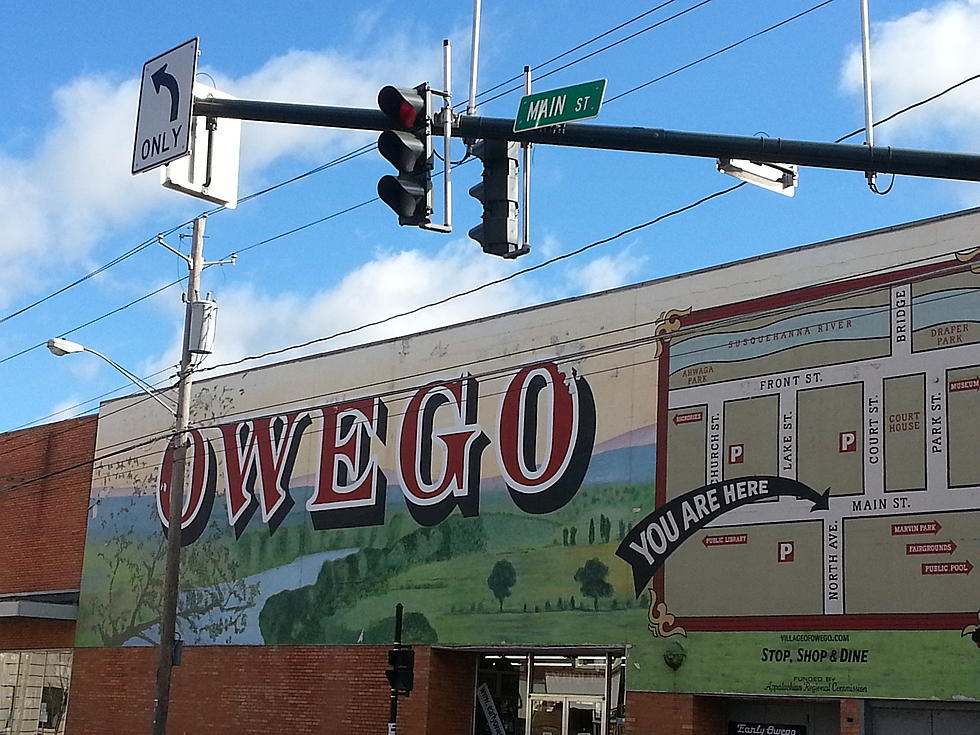 ONLY
MAIN ST
OWEGO
SUSQUEHANNA RIVER
BRIDGE
DRAPER
PARK
AHWAGA
PARK
FRONT ST.
MUSEUM
HICKORIES
CHURCH ST.
P
LAKE ST.
P
COURT ST.
COURT
HOUSE
PARK ST.
YOU ARE HERE
MAIN ST.
PUBLIC LIBRARY
P
NORTH AVE.
MARVIN PARK
FAIRGROUNDS
PUBLIC POOL
VILLAGEOFOWEGO.COM
STOP, SHOP & DINE
FUNDED BY
Appalachian Regional Commission
Early Owego